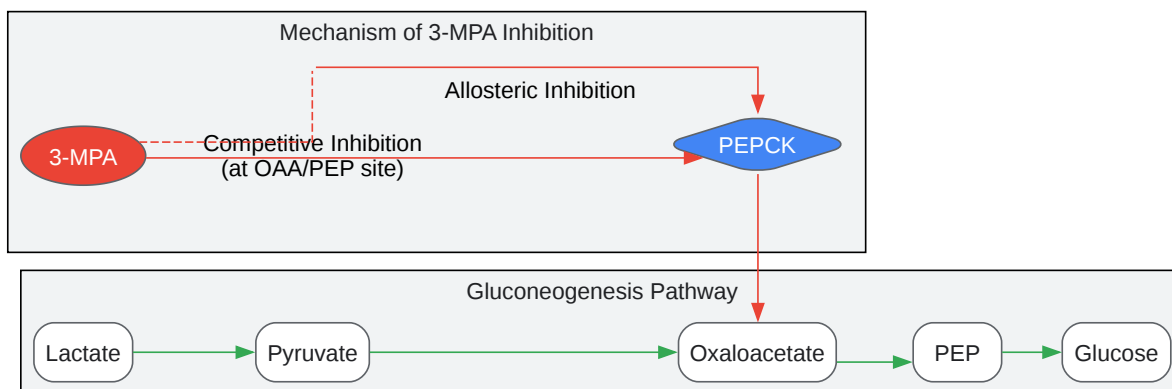 Mechanism of 3-MPA Inhibition
Allosteric Inhibition
Competitive Inhibition
(at OAA/PEP site)
3-MPA
PEPCK
Gluconeogenesis Pathway
Lactate
Pyruvate
Oxaloacetate
PEP
Glucose